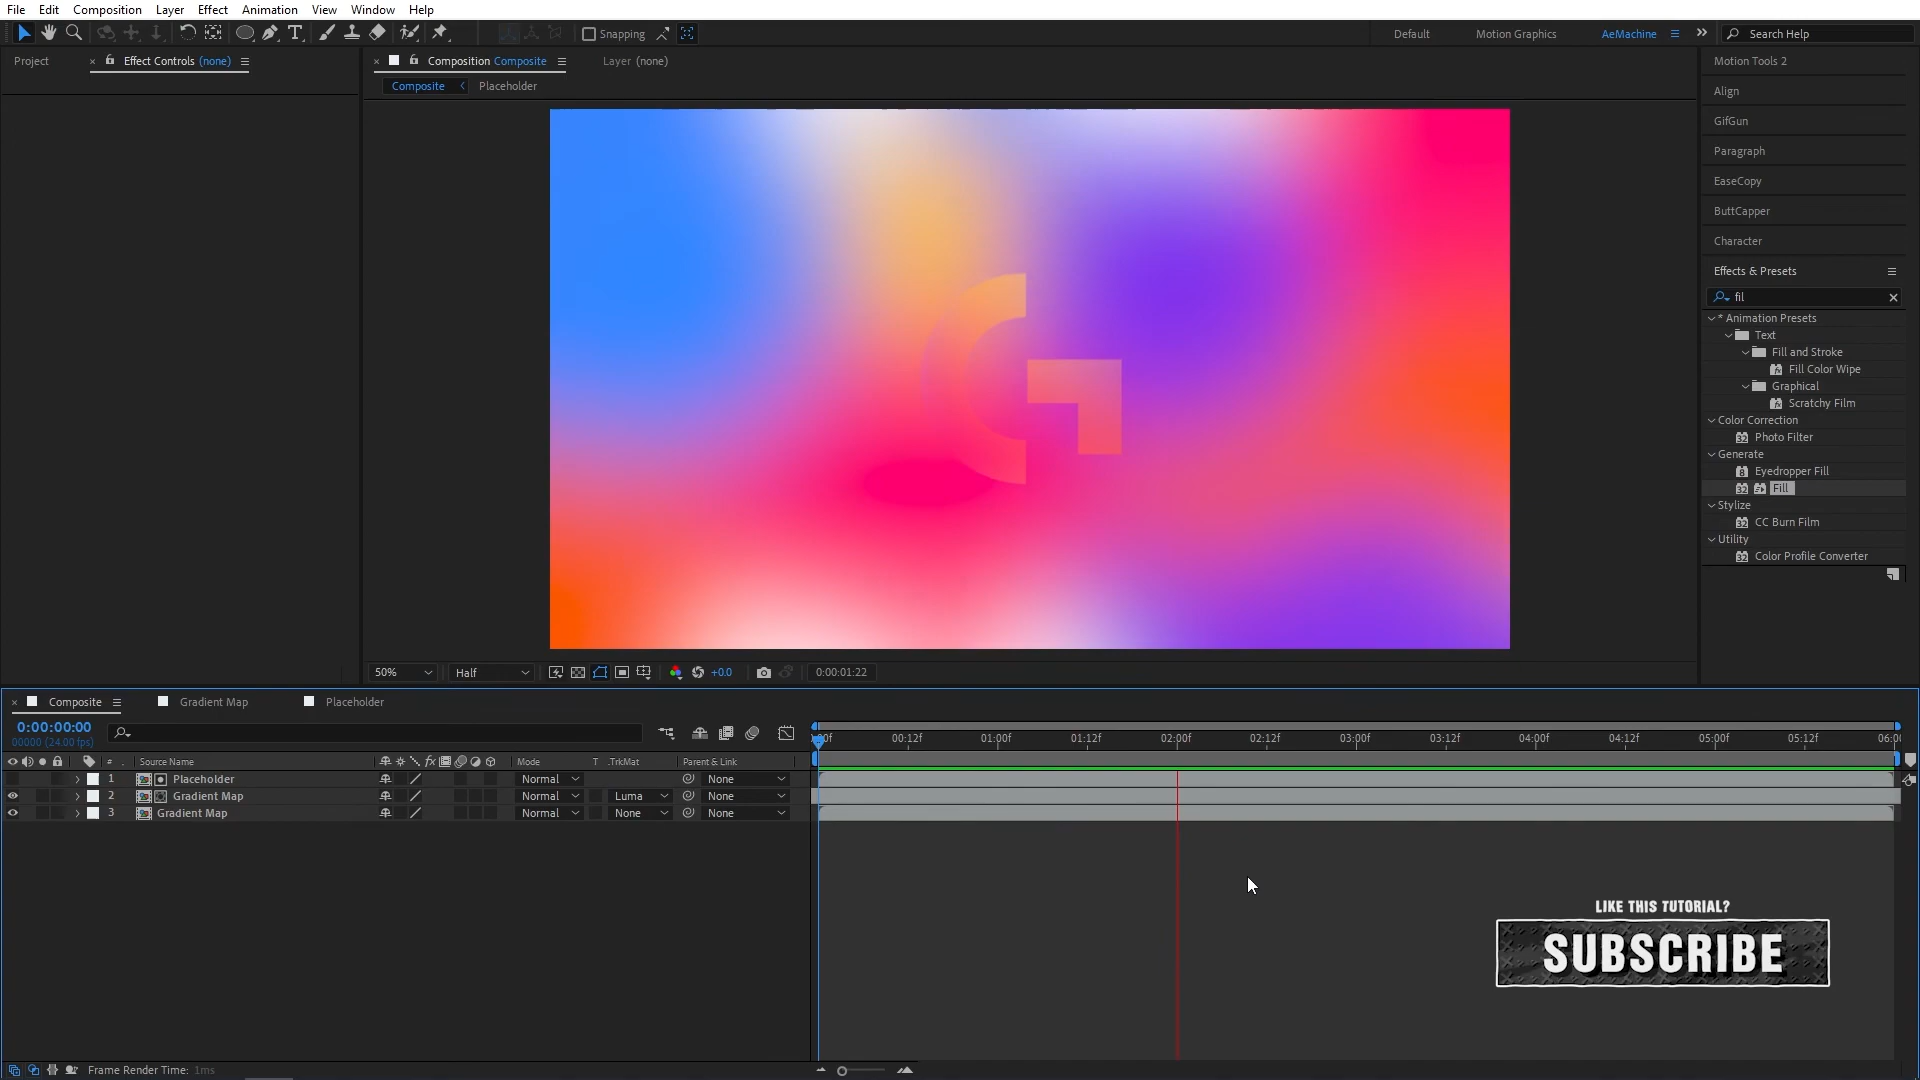 File Edit Composition Layer Effect Animation View Window Help
Snapping Default Motion Graphics AeMachine Search Help
Project Effect Controls (none) Composition Composite Layer (none)
Composite Placeholder
Motion Tools 2
Align
GifGun
Paragraph
EaseCopy
ButtCapper
Character
Effects & Presets
fil
* Animation Presets
Text
Fill and Stroke
Fill Color Wipe
Graphical
Scratchy Film
Color Correction
Photo Filter
Generate
Eyedropper Fill
Fill
Stylize
CC Burn Film
Utility
Color Profile Converter
50% Half +0.0 0:00:01:22
Composite Gradient Map Placeholder
0:00:00:00
00000 (24.00 fps)
00:12f 01:00f 01:12f 02:00f 02:12f 03:00f 03:12f 04:00f 04:12f 05:00f 05:12f 06:00
# Source Name Mode T .TrkMat Parent & Link
1 Placeholder Normal None
2 Gradient Map Normal Luma None
3 Gradient Map Normal None None
LIKE THIS TUTORIAL?
SUBSCRIBE
Frame Render Time: 1ms